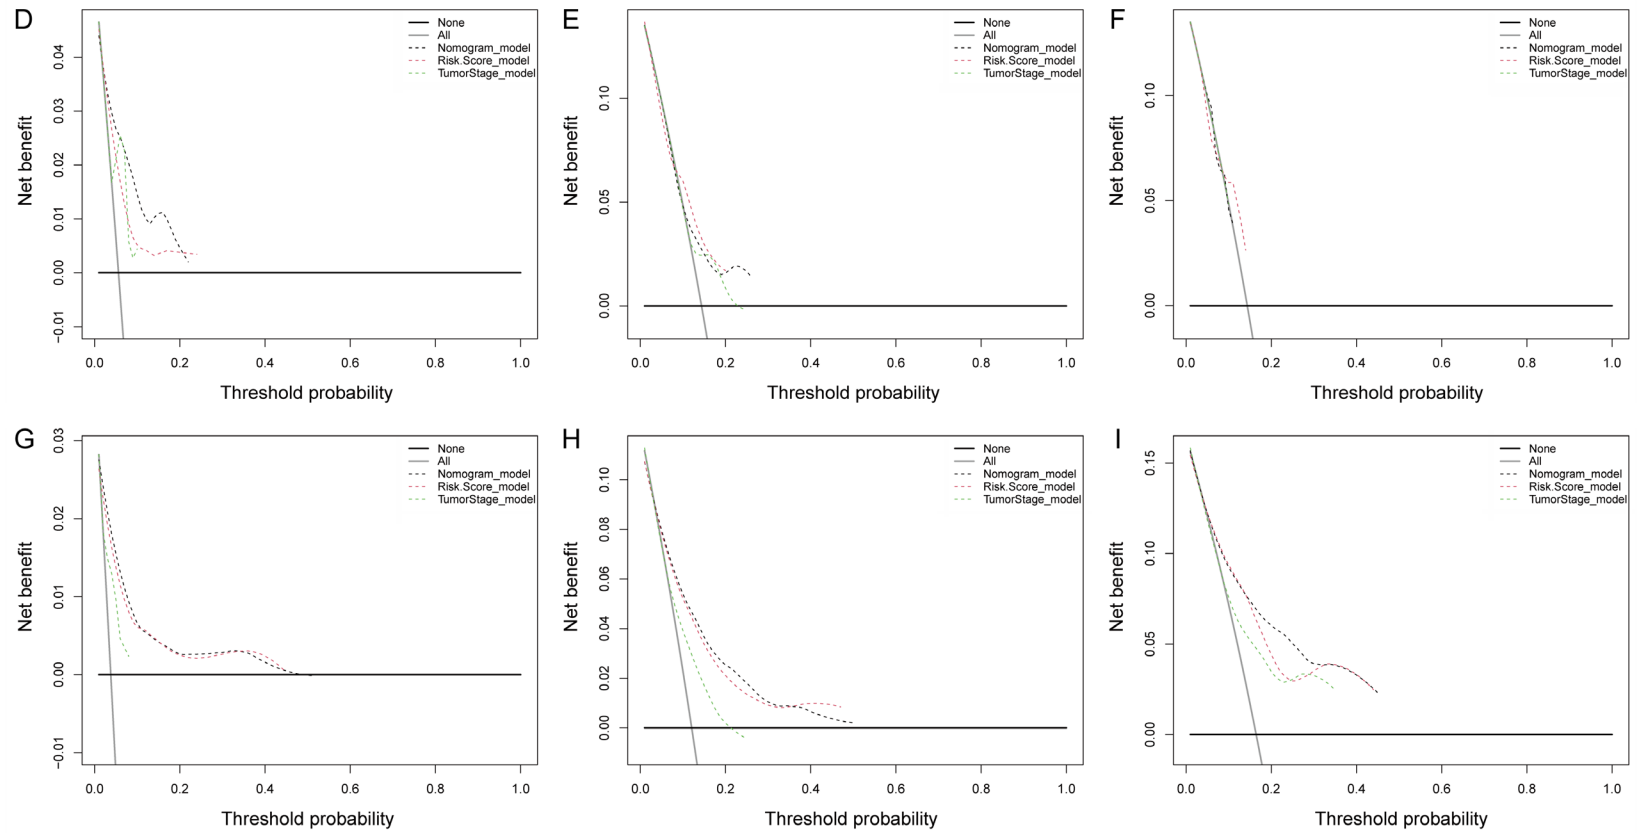 D
None
All
Nomogram_model
Risk.Score_model
TumorStage_model
Net benefit
0.04
0.03
0.02
0.01
0.00
−0.01
0.0 0.2 0.4 0.6 0.8 1.0
Threshold probability
E
None
All
Nomogram_model
Risk.Score_model
TumorStage_model
Net benefit
0.10
0.05
0.00
0.0 0.2 0.4 0.6 0.8 1.0
Threshold probability
F
None
All
Nomogram_model
Risk.Score_model
TumorStage_model
Net benefit
0.10
0.05
0.00
0.0 0.2 0.4 0.6 0.8 1.0
Threshold probability
G
None
All
Nomogram_model
Risk.Score_model
TumorStage_model
Net benefit
0.03
0.02
0.01
0.00
−0.01
0.0 0.2 0.4 0.6 0.8 1.0
Threshold probability
H
None
All
Nomogram_model
Risk.Score_model
TumorStage_model
Net benefit
0.10
0.08
0.06
0.04
0.02
0.00
0.0 0.2 0.4 0.6 0.8 1.0
Threshold probability
I
None
All
Nomogram_model
Risk.Score_model
TumorStage_model
Net benefit
0.15
0.10
0.05
0.00
0.0 0.2 0.4 0.6 0.8 1.0
Threshold probability